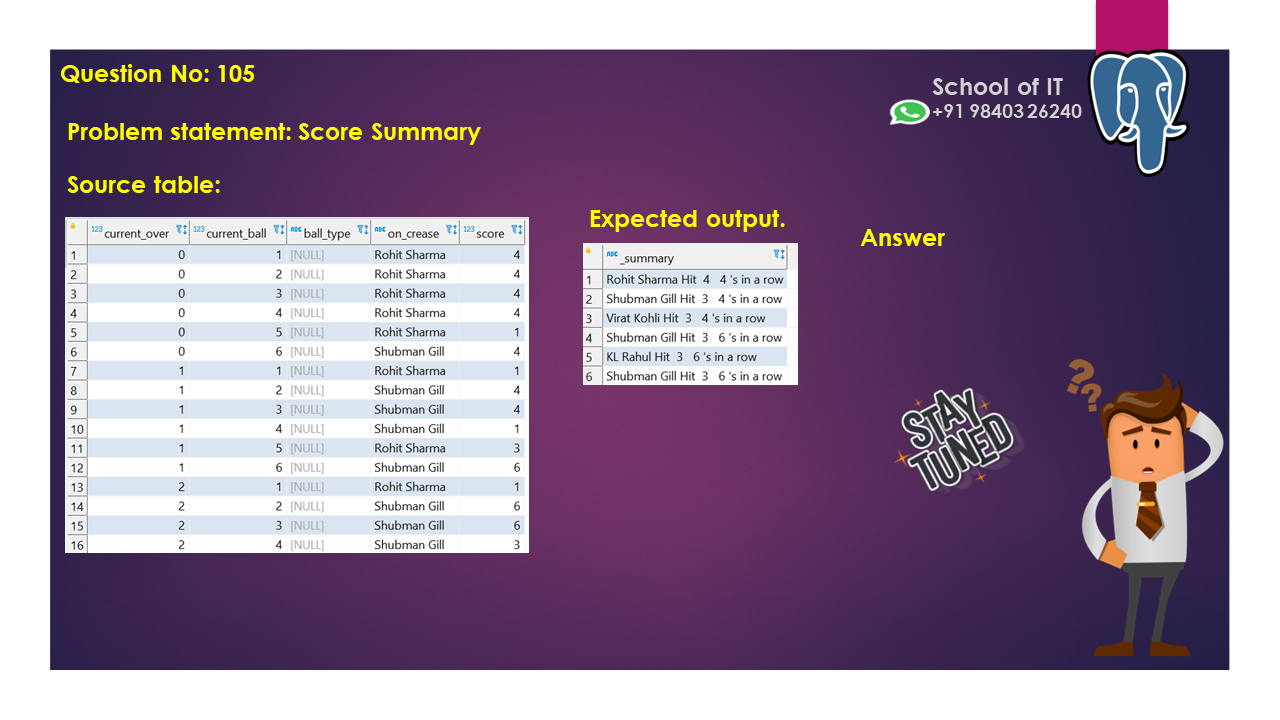 Question No: 105
School of IT
+91 98403 26240
Problem statement: Score Summary
Source table:
Expected output.
Answer
123 current_over 123 current_ball ABC ball_type ABC on_crease 123 score
1 0 1 [NULL] Rohit Sharma 4
2 0 2 [NULL] Rohit Sharma 4
3 0 3 [NULL] Rohit Sharma 4
4 0 4 [NULL] Rohit Sharma 4
5 0 5 [NULL] Rohit Sharma 1
6 0 6 [NULL] Shubman Gill 4
7 1 1 [NULL] Rohit Sharma 1
8 1 2 [NULL] Shubman Gill 4
9 1 3 [NULL] Shubman Gill 4
10 1 4 [NULL] Shubman Gill 1
11 1 5 [NULL] Rohit Sharma 3
12 1 6 [NULL] Shubman Gill 6
13 2 1 [NULL] Rohit Sharma 1
14 2 2 [NULL] Shubman Gill 6
15 2 3 [NULL] Shubman Gill 6
16 2 4 [NULL] Shubman Gill 3
ABC _summary
1 Rohit Sharma Hit 4 4 's in a row
2 Shubman Gill Hit 3 4 's in a row
3 Virat Kohli Hit 3 4 's in a row
4 Shubman Gill Hit 3 6 's in a row
5 KL Rahul Hit 3 6 's in a row
6 Shubman Gill Hit 3 6 's in a row
STAY
TUNED
??